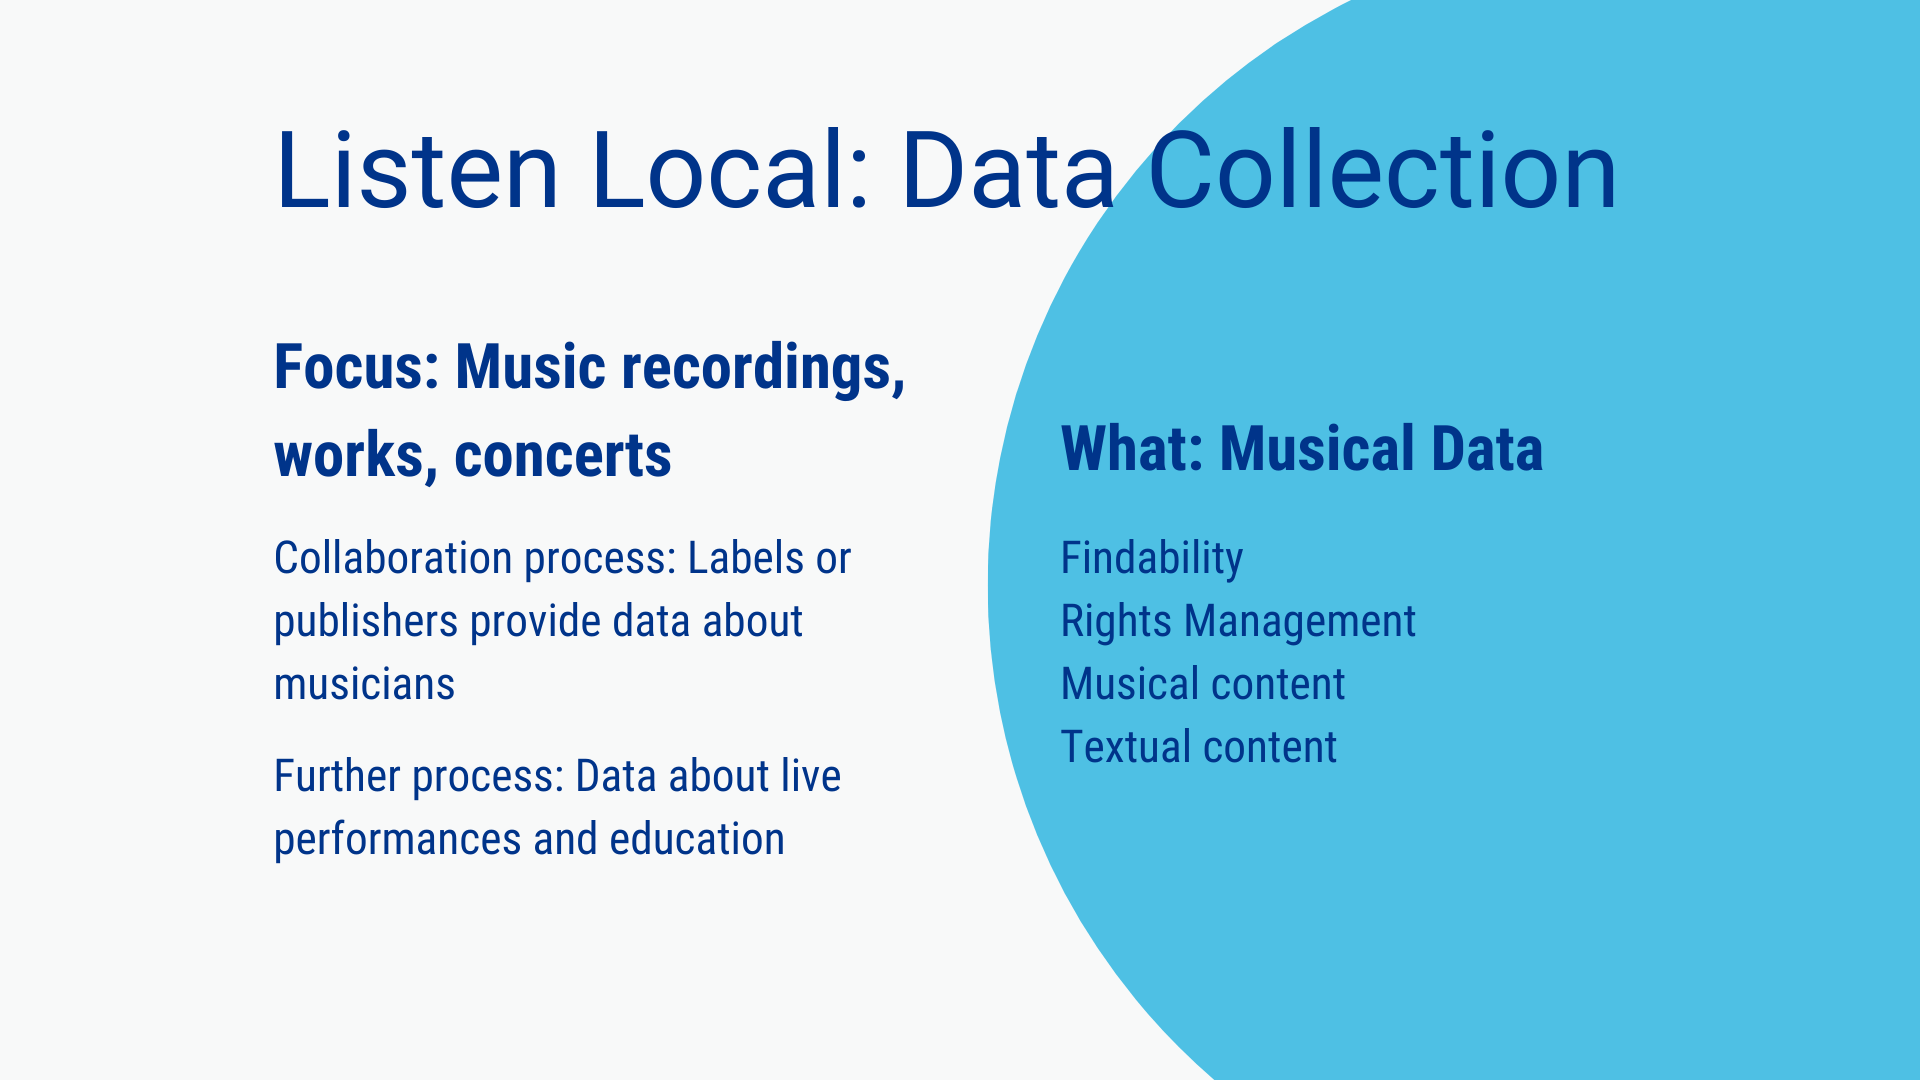 Listen Local: Data Collection
Focus: Music recordings,
works, concerts
Collaboration process: Labels or
publishers provide data about
musicians
Further process: Data about live
performances and education
What: Musical Data
Findability
Rights Management
Musical content
Textual content